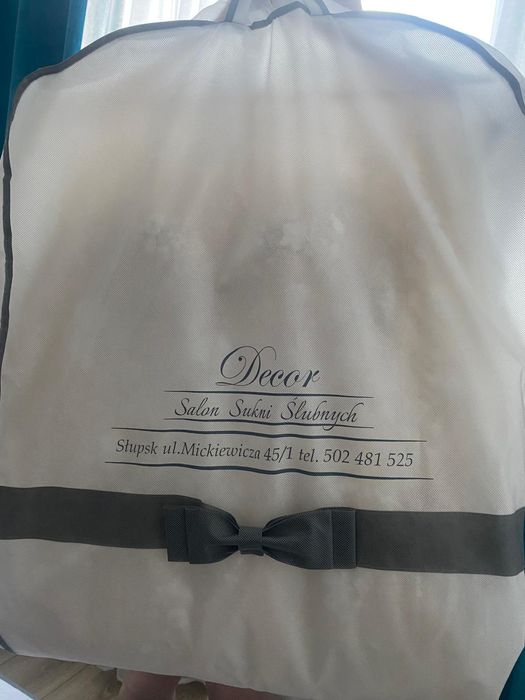 Decor
Salon Sukni Ślubnych
Słupsk ul.Mickiewicza 45/1 tel. 502 481 525